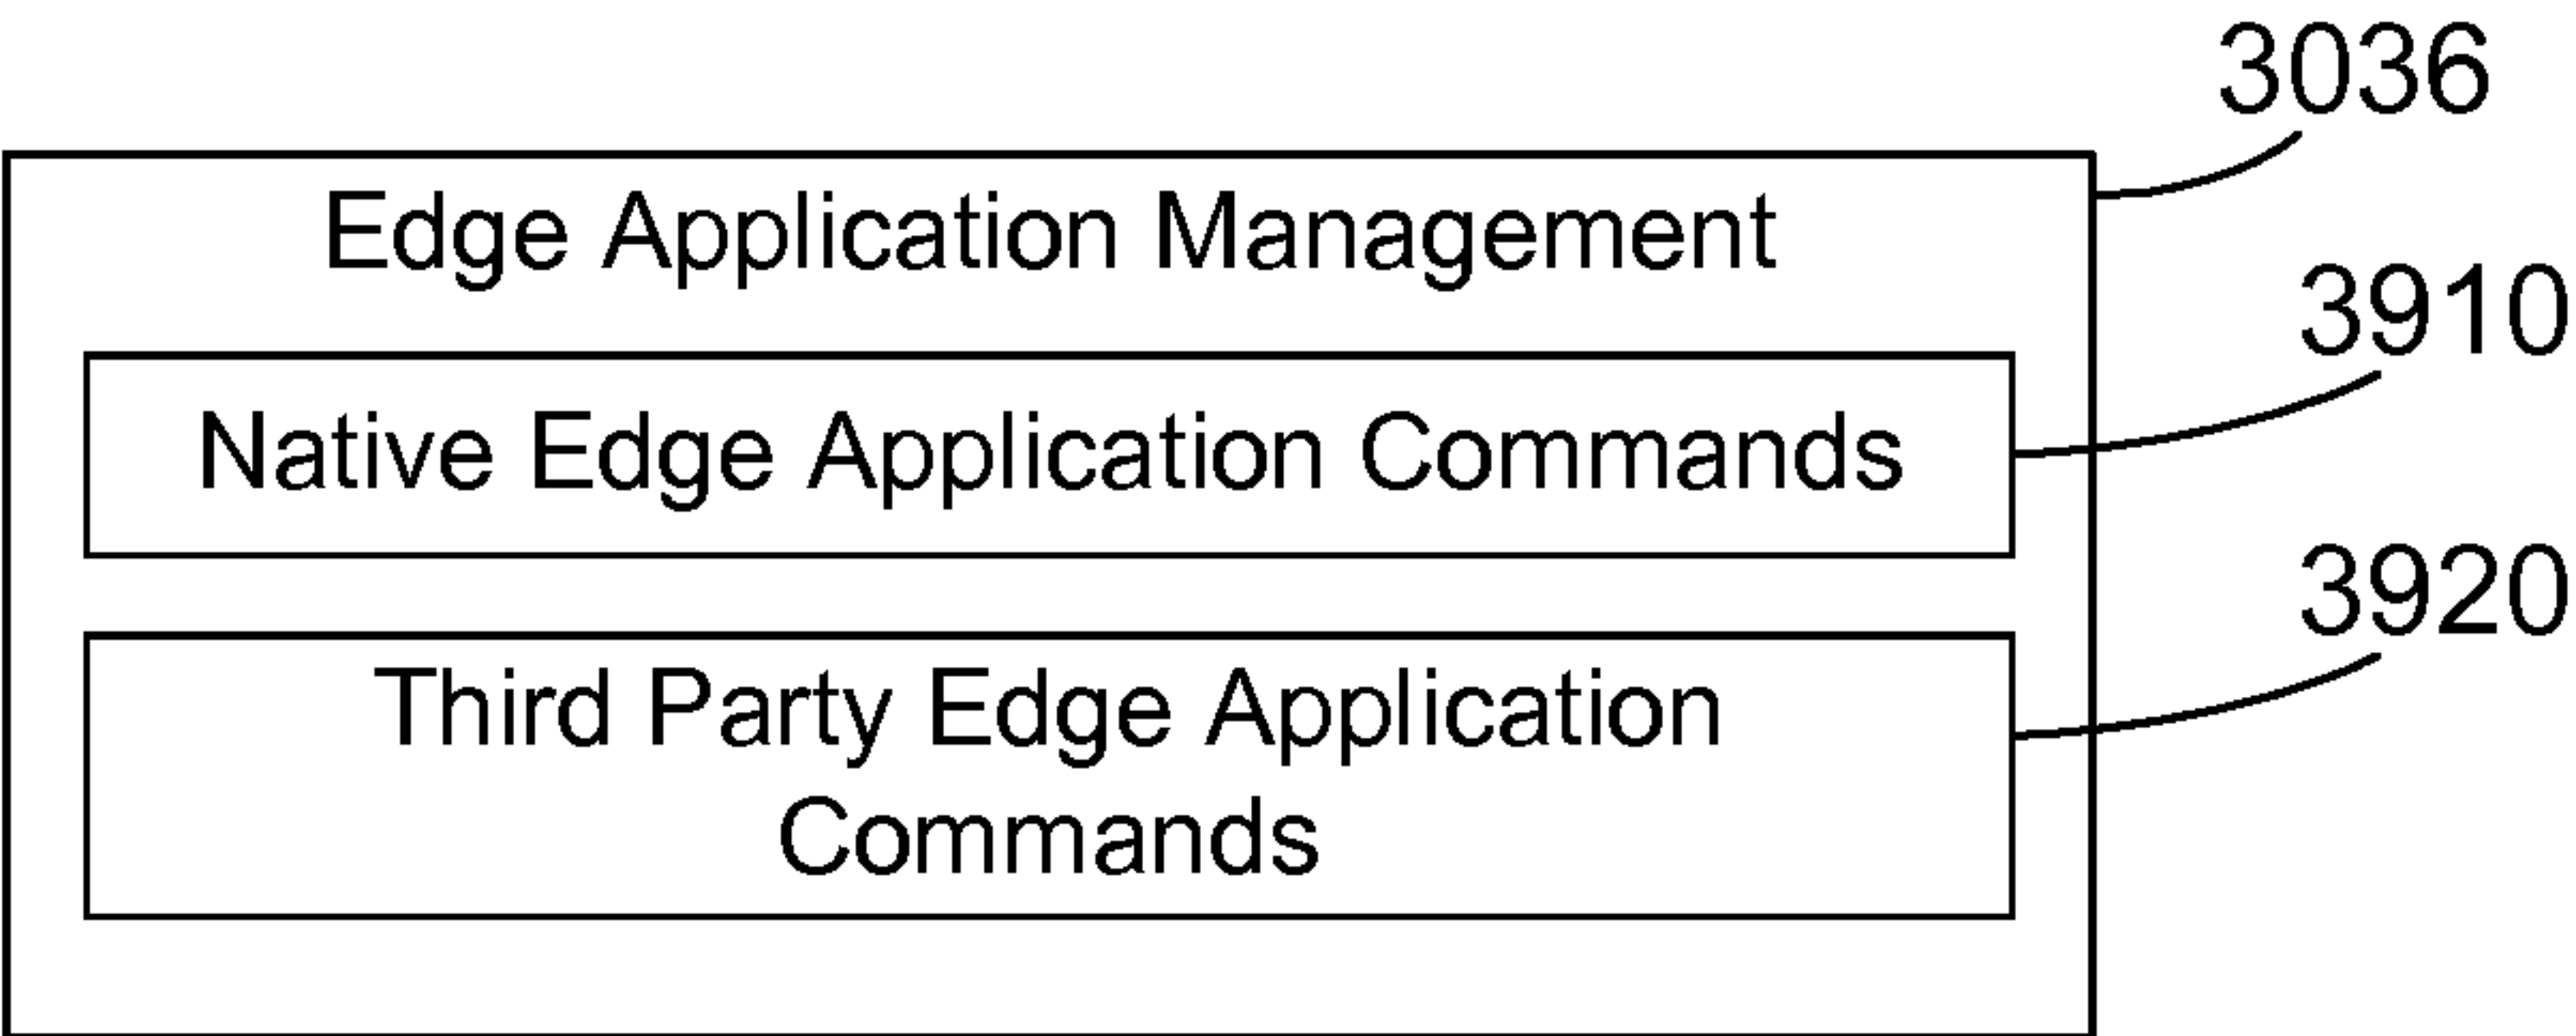 3036
Edge Application Management
3910
Native Edge Application Commands
3920
Third Party Edge Application
Commands